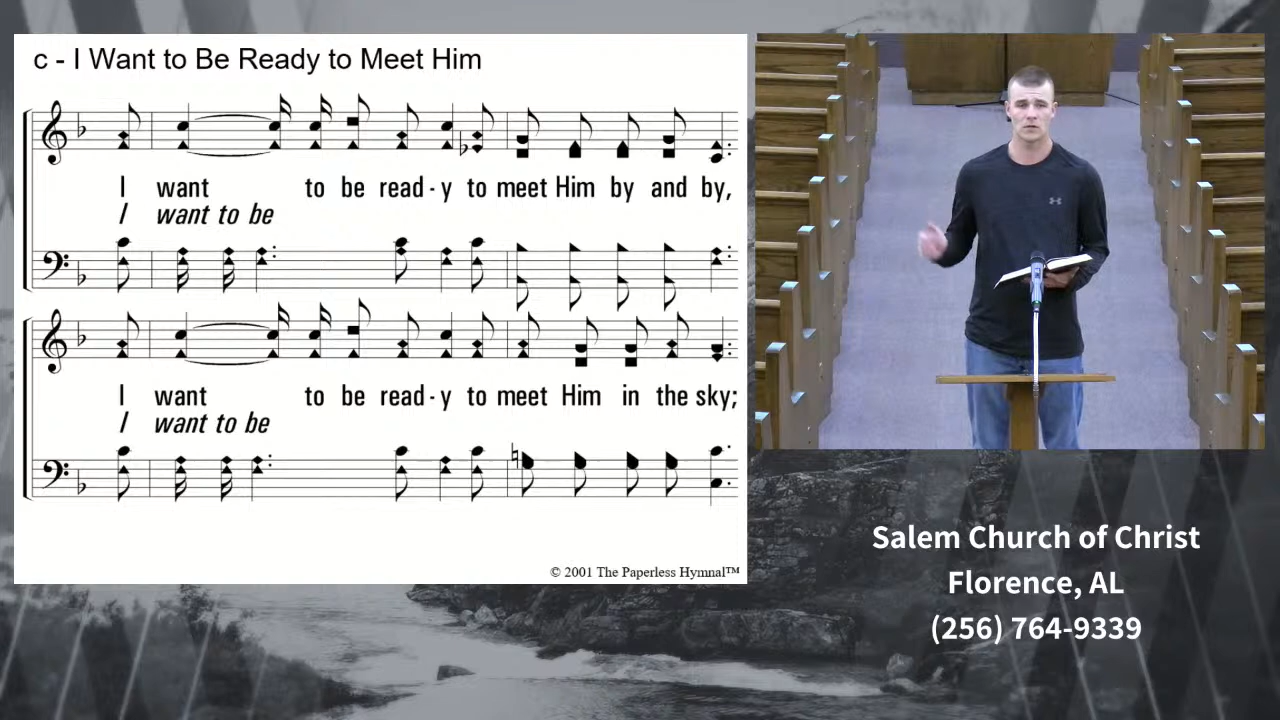 c - I Want to Be Ready to Meet Him
I want to be read - y to meet Him by and by,
I want to be
I want to be read - y to meet Him in the sky;
I want to be
© 2001 The Paperless Hymnal™
Salem Church of Christ
Florence, AL
(256) 764-9339